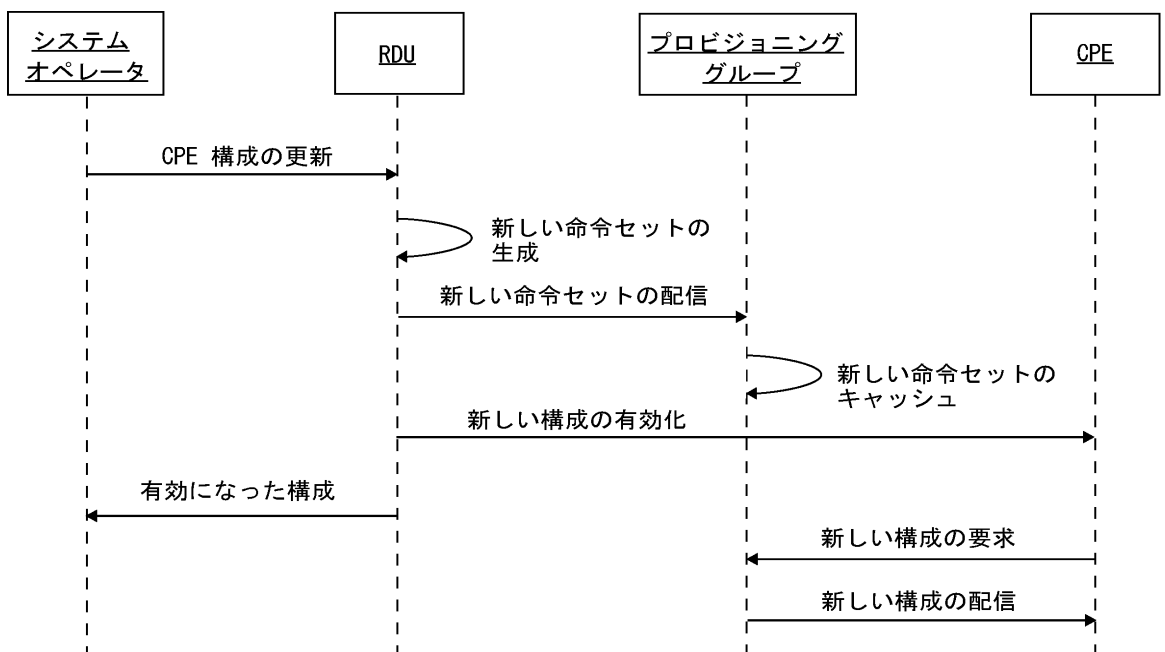 システム
オペレータ
RDU
プロビジョニング
グループ
CPE
CPE 構成の更新
新しい命令セットの
生成
新しい命令セットの配信
新しい命令セットの
キャッシュ
新しい構成の有効化
有効になった構成
新しい構成の要求
新しい構成の配信